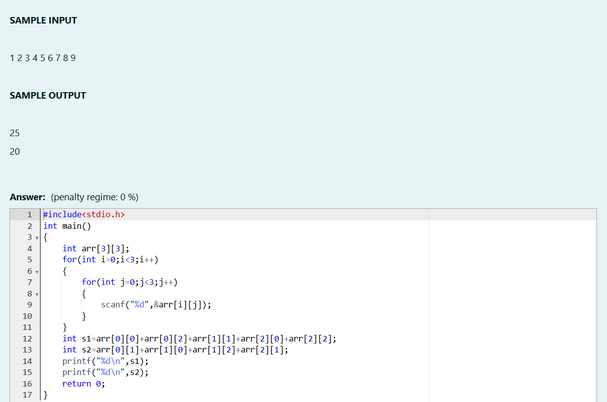 SAMPLE INPUT
1 2 3 4 5 6 7 8 9
SAMPLE OUTPUT
25
20
Answer: (penalty regime: 0 %)
1 #include<stdio.h>
2 int main()
3 {
4     int arr[3][3];
5     for(int i=0;i<3;i++)
6     {
7         for(int j=0;j<3;j++)
8         {
9             scanf("%d",&arr[i][j]);
10         }
11     }
12     int s1=arr[0][0]+arr[0][2]+arr[1][1]+arr[2][0]+arr[2][2];
13     int s2=arr[0][1]+arr[1][0]+arr[1][2]+arr[2][1];
14     printf("%d\n",s1);
15     printf("%d\n",s2);
16     return 0;
17 }